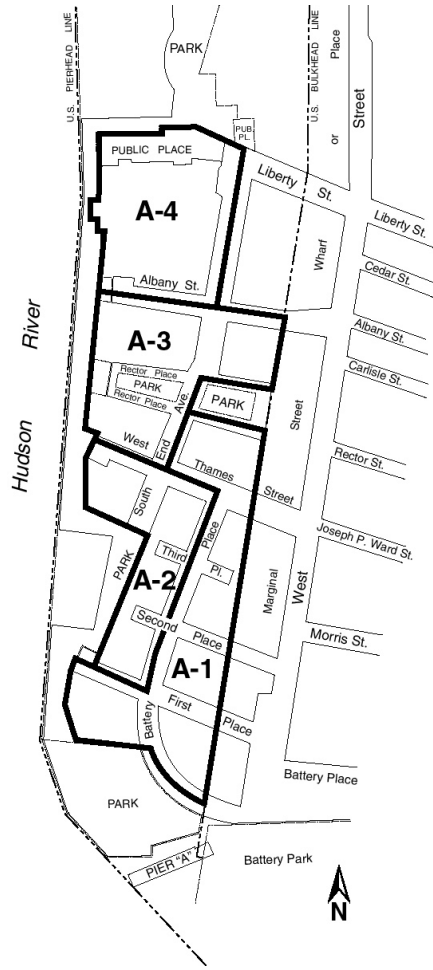 U.S. PIERHEAD LINE
PARK
U.S. BULKHEAD LINE
Place
or
Street
PUB.
PL.
PUBLIC PLACE
Liberty St.
A-4
Liberty St.
Wharf
Cedar St.
Albany St.
Hudson River
A-3
Albany St.
Rector Place
PARK
Rector Place
Ave.
End
West
PARK
Carlisle St.
Street
Rector St.
Thames Street
South
Place
Third Pl.
Joseph P. Ward St.
PARK
A-2
Marginal
West
Second Place
Morris St.
A-1
First Place
Battery
Battery Place
PARK
PIER "A"
Battery Park
N